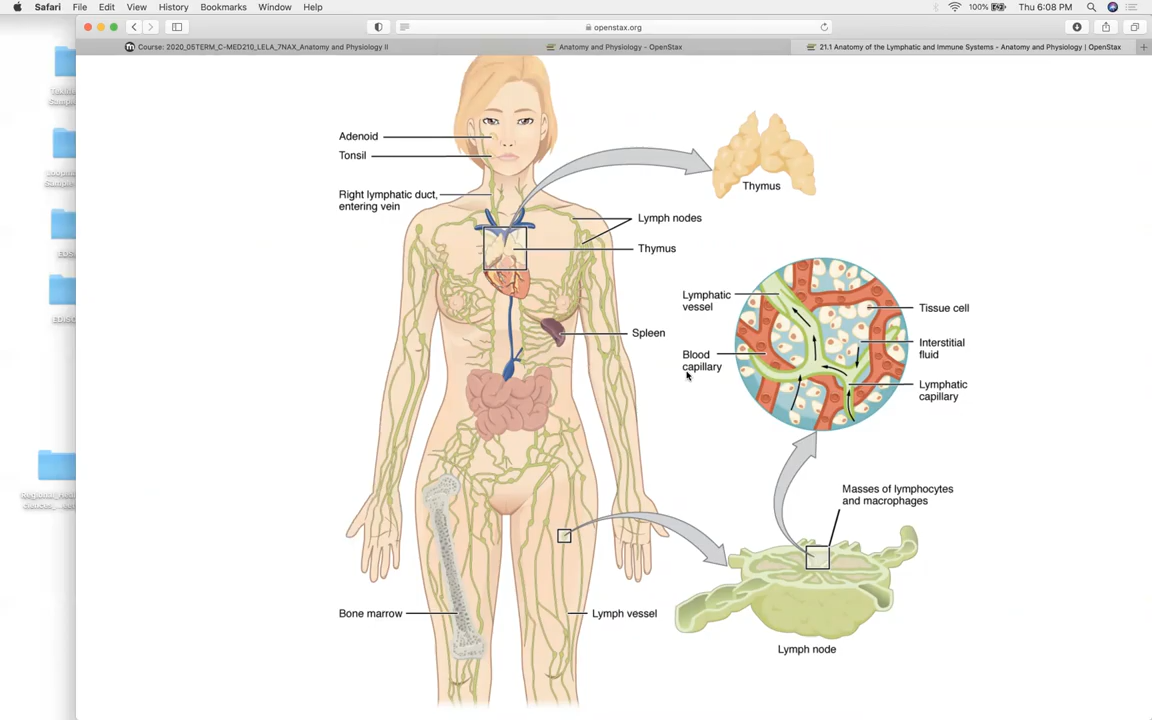 Safari File Edit View History Bookmarks Window Help
100% Thu 6:08 PM
openstax.org
Course: 2020_05TERM_C-MED210_LELA_7NAX_Anatomy and Physiology II
Anatomy and Physiology - OpenStax
21.1 Anatomy of the Lymphatic and Immune Systems - Anatomy and Physiology | OpenStax
Adenoid
Tonsil
Right lymphatic duct,
entering vein
Thymus
Lymph nodes
Thymus
Spleen
Lymphatic
vessel
Blood
capillary
Tissue cell
Interstitial
fluid
Lymphatic
capillary
Masses of lymphocytes
and macrophages
Bone marrow
Lymph vessel
Lymph node